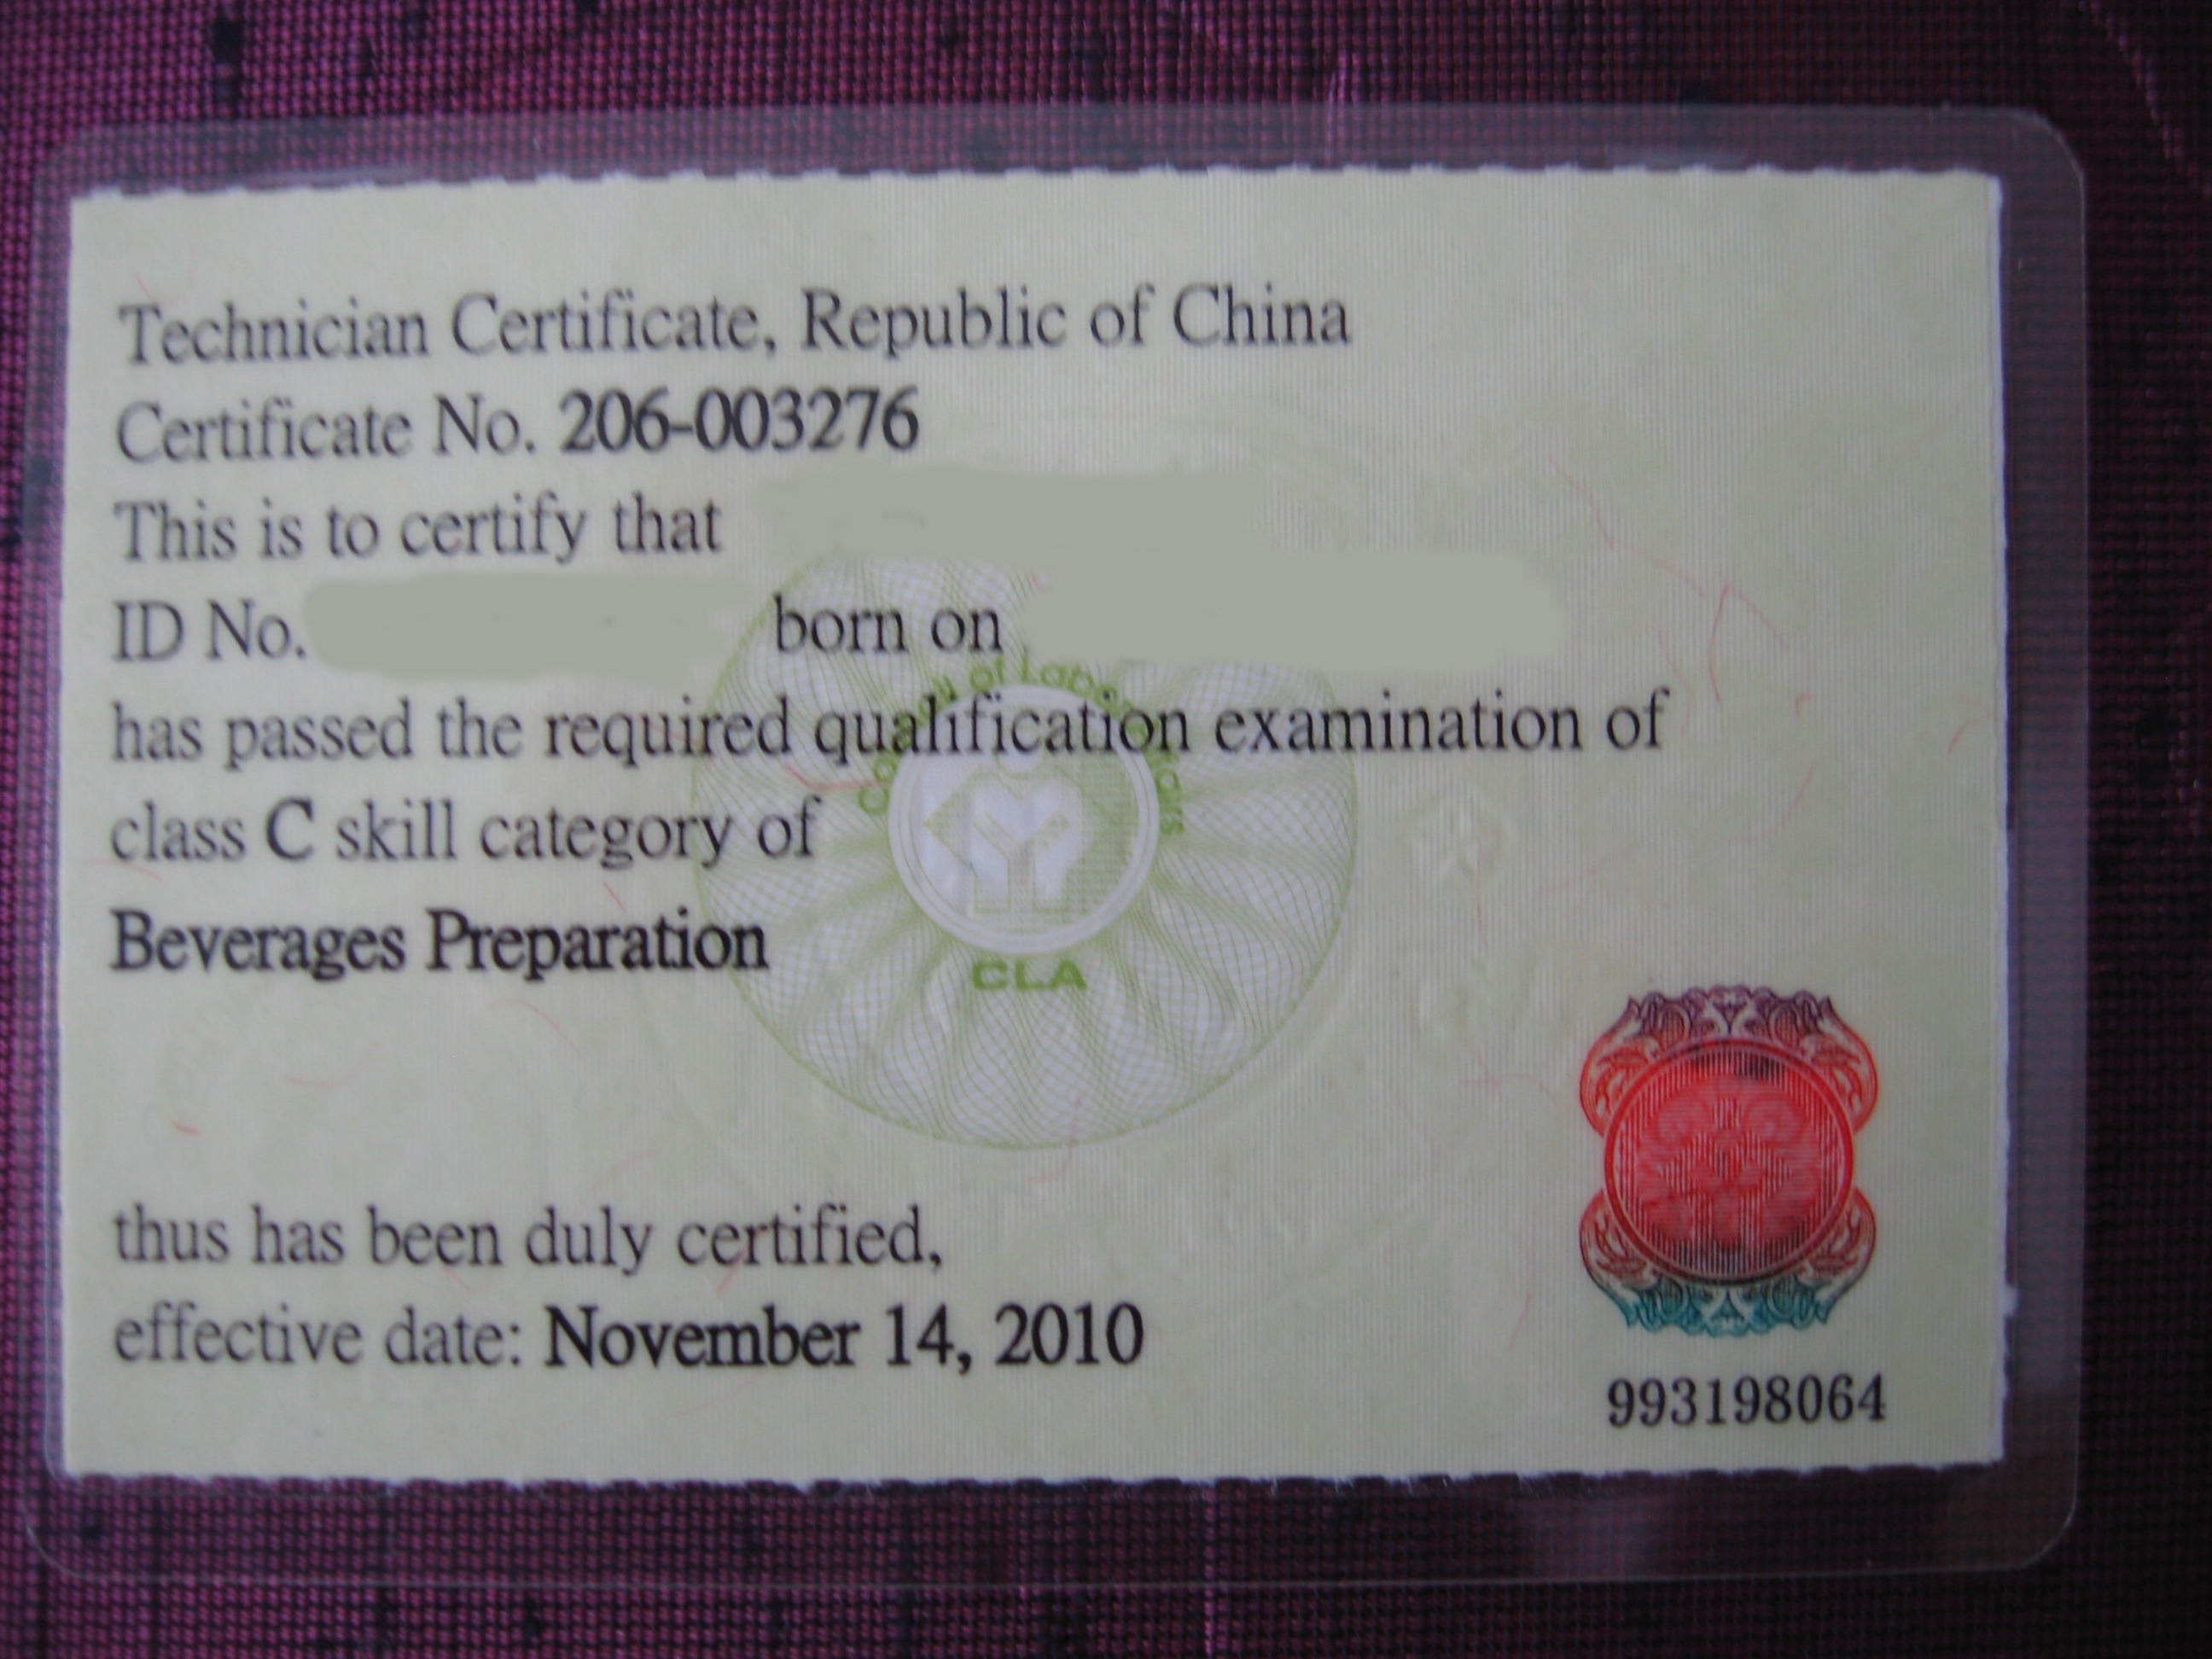 Technician Certificate, Republic of China
Certificate No. 206-003276
This is to certify that
ID No. born on
has passed the required qualification examination of
class C skill category of
Beverages Preparation
of Labo
CLA
thus has been duly certified,
effective date: November 14, 2010
993198064